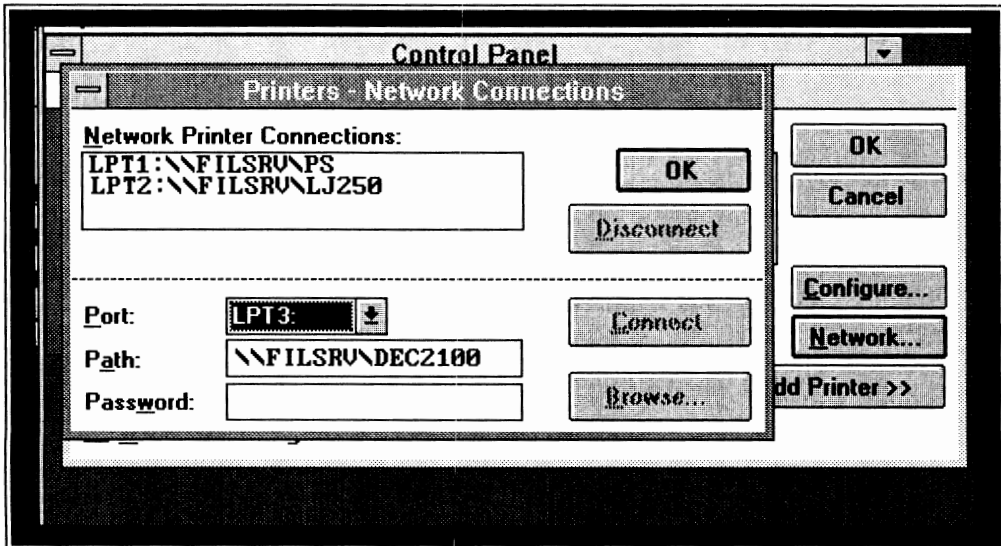 Control Panel
Printers - Network Connections
Network Printer Connections:
LPT1:\\FILSRV\PS
LPT2:\\FILSRV\LJ250
OK
Disconnect
Port:
LPT3:
Connect
Path:
\\FILSRV\DEC2100
Password:
Browse...
OK
Cancel
Configure...
Network...
dd Printer >>